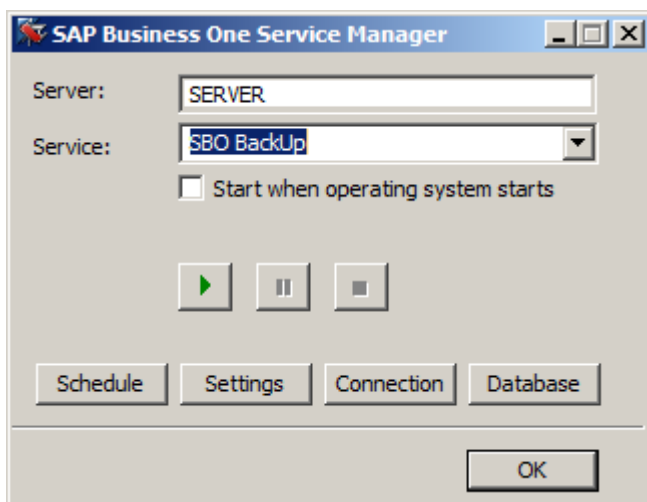 SAP Business One Service Manager
Server: SERVER
Service: SBO BackUp
Start when operating system starts
Schedule Settings Connection Database
OK